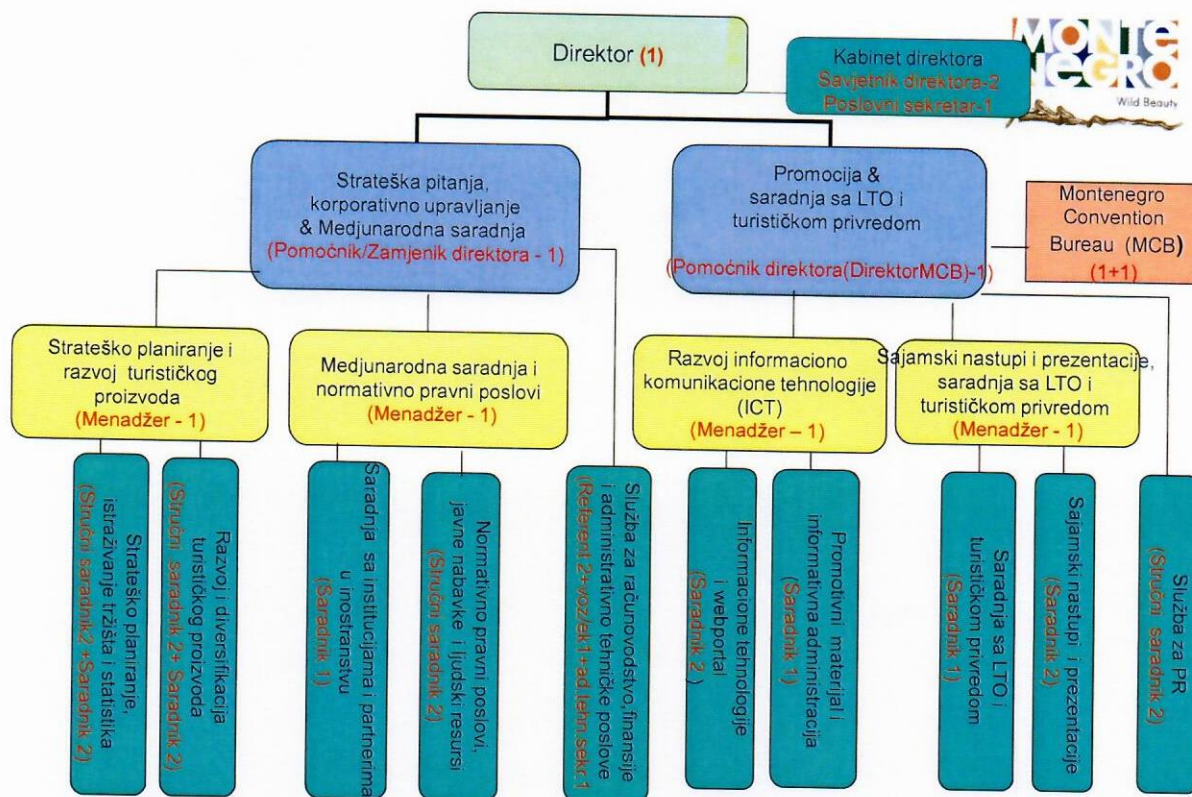 Direktor (1)
Kabinet direktora
Savjetnik direktora-2
Poslovni sekretar-1
MONTE
NEGRO
Wild Beauty
Strateška pitanja,
korporativno upravljanje
& Medjunarodna saradnja
(Pomoćnik/Zamjenik direktora - 1)
Promocija &
saradnja sa LTO i
turističkom privredom
(Pomoćnik direktora(DirektorMCB)-1)
Montenegro
Convention
Bureau (MCB)
(1+1)
Strateško planiranje i
razvoj turističkog
proizvoda
(Menadžer - 1)
Medjunarodna saradnja i
normativno pravni poslovi
(Menadžer - 1)
Razvoj informaciono
komunikacione tehnologije
(ICT)
(Menadžer – 1)
Sajamski nastupi i prezentacije,
saradnja sa LTO i
turističkom privredom
(Menadžer - 1)
Strateško planiranje,
istraživanje tržišta i statistika
(Stručni saradnik2 +Saradnik 2)
Razvoj i diversifikacija
turističkog proizvoda
(Stručni saradnik 2+ Saradnik 2)
Saradnja sa institucijama i partnerima
u inostranstvu
(Saradnik 1)
Normativno pravni poslovi,
javne nabavke i ljudski resursi
(Stručni saradnik 2)
Služba za računovodstvo,finansije
i administrativno tehničke poslove
(Referent 2+voz/ek1+ad.tehn.sekr.1
Informacione tehnologije
i webportal
(Saradnik 2)
Promotivni materijal i
informativna administracija
(Saradnik 1)
Saradnja sa LTO i
turističkom privredom
(Saradnik 1)
Sajamski nastupi i prezentacije
(Saradnik 2)
Služba za PR
(Stručni saradnik 2)